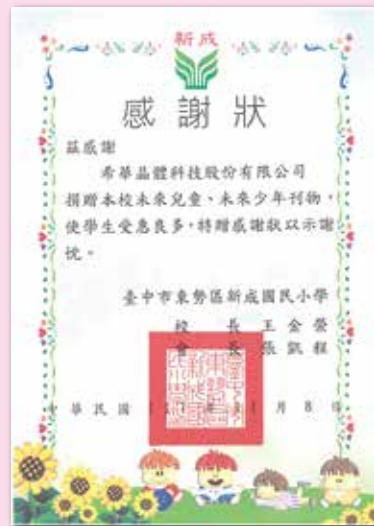 新成
感謝狀
茲感謝
希華晶體科技股份有限公司
捐贈本校未來兒童、未來少年刊物，
使學生受惠良多，特贈感謝狀以示謝
忱。
臺中市東勢區新成國民小學
校長王金營
會長張凱程
中華民國 年 月8日